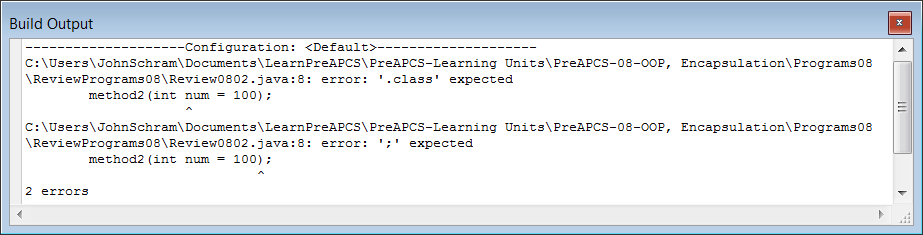 Build Output
--------------------Configuration: <Default>--------------------
C:\Users\JohnSchram\Documents\LearnPreAPCS\PreAPCS-Learning Units\PreAPCS-08-OOP, Encapsulation\Programs08
\ReviewPrograms08\Review0802.java:8: error: '.class' expected
        method2(int num = 100);
                    ^
C:\Users\JohnSchram\Documents\LearnPreAPCS\PreAPCS-Learning Units\PreAPCS-08-OOP, Encapsulation\Programs08
\ReviewPrograms08\Review0802.java:8: error: ';' expected
        method2(int num = 100);
                             ^
2 errors